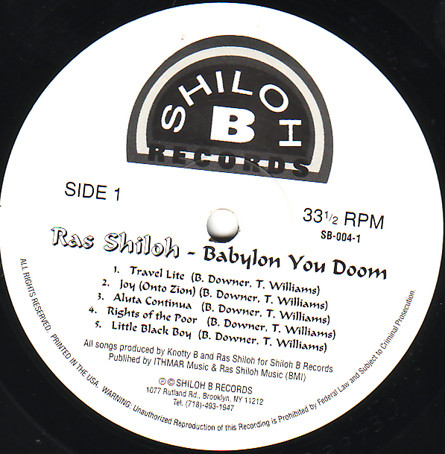 SHILOH
B
RECORDS
SIDE 1
33 1/2 RPM
SB-004-1
Ras Shiloh - Babylon You Doom
1. Travel Lite (B. Downer, T. Williams)
2. Joy (Onto Zion) (B. Downer, T. Williams)
3. Aluta Continua (B. Downer, T. Williams)
4. Rights of the Poor (B. Downer, T. Williams)
5. Little Black Boy (B. Downer, T. Williams)
All songs produced by Knotty B and Ras Shiloh for Shiloh B Records
Publihed by ITHMAR Music & Ras Shiloh Music (BMI)
℗© SHILOH B RECORDS
1077 Rutland Rd., Brooklyn, NY 11212
Tel. (718)-493-1947
ALL RIGHTS RESERVED. PRINTED IN THE USA. WARNING: Unauthorized Reproduction of this Recording is Prohibited by Federal Law and Subject to Criminal Prosecution.